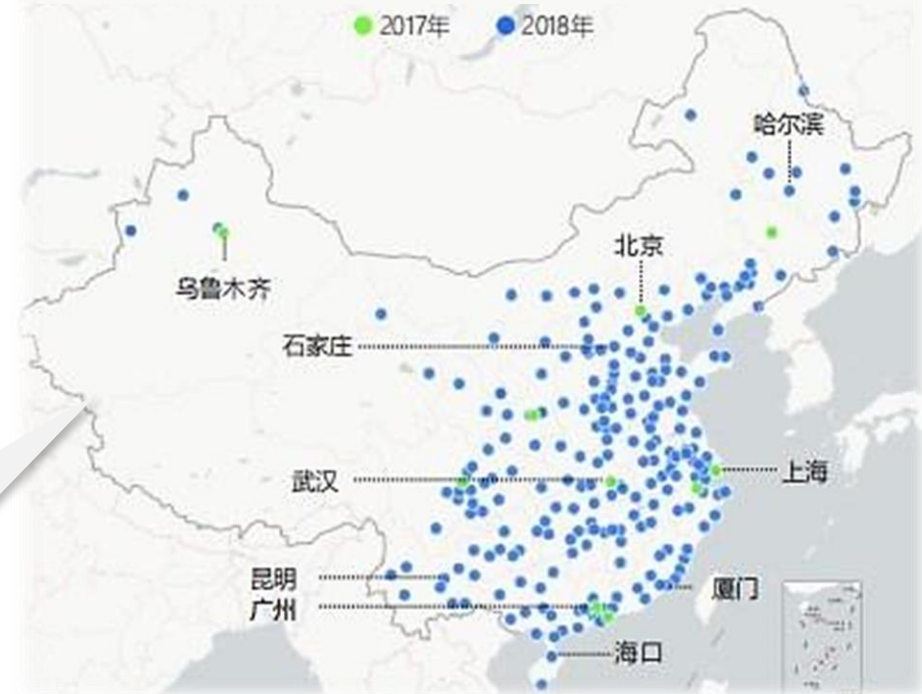 2017年 2018年
哈尔滨
北京
乌鲁木齐
石家庄
武汉
上海
昆明
厦门
广州
海口